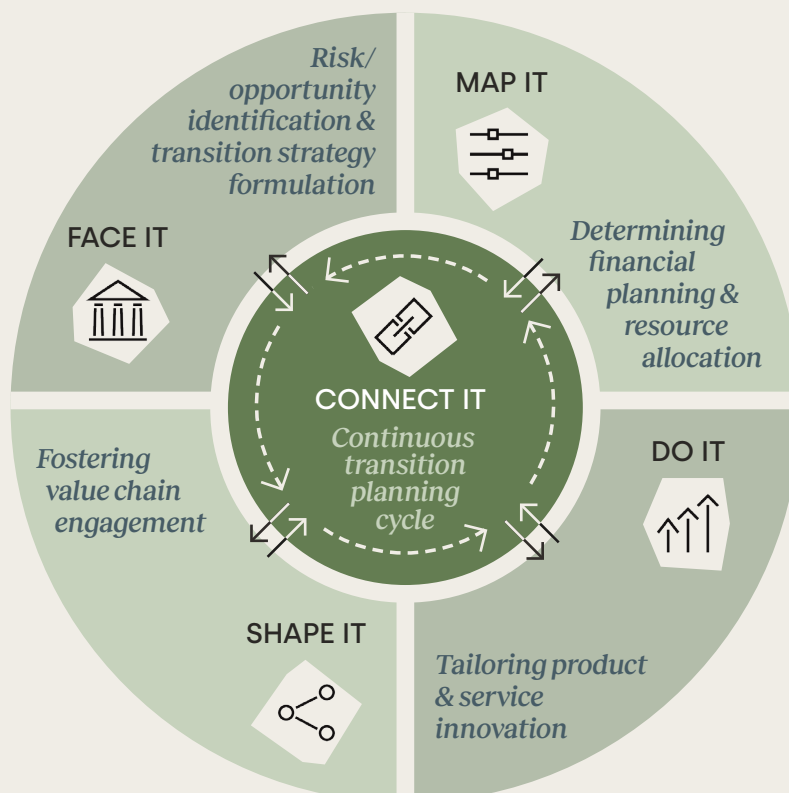 Risk/
opportunity
identification &
transition strategy
formulation
FACE IT
MAP IT
Determining
financial
planning &
resource
allocation
CONNECT IT
Continuous
transition
planning
cycle
Fostering
value chain
engagement
SHAPE IT
DO IT
Tailoring product
& service
innovation